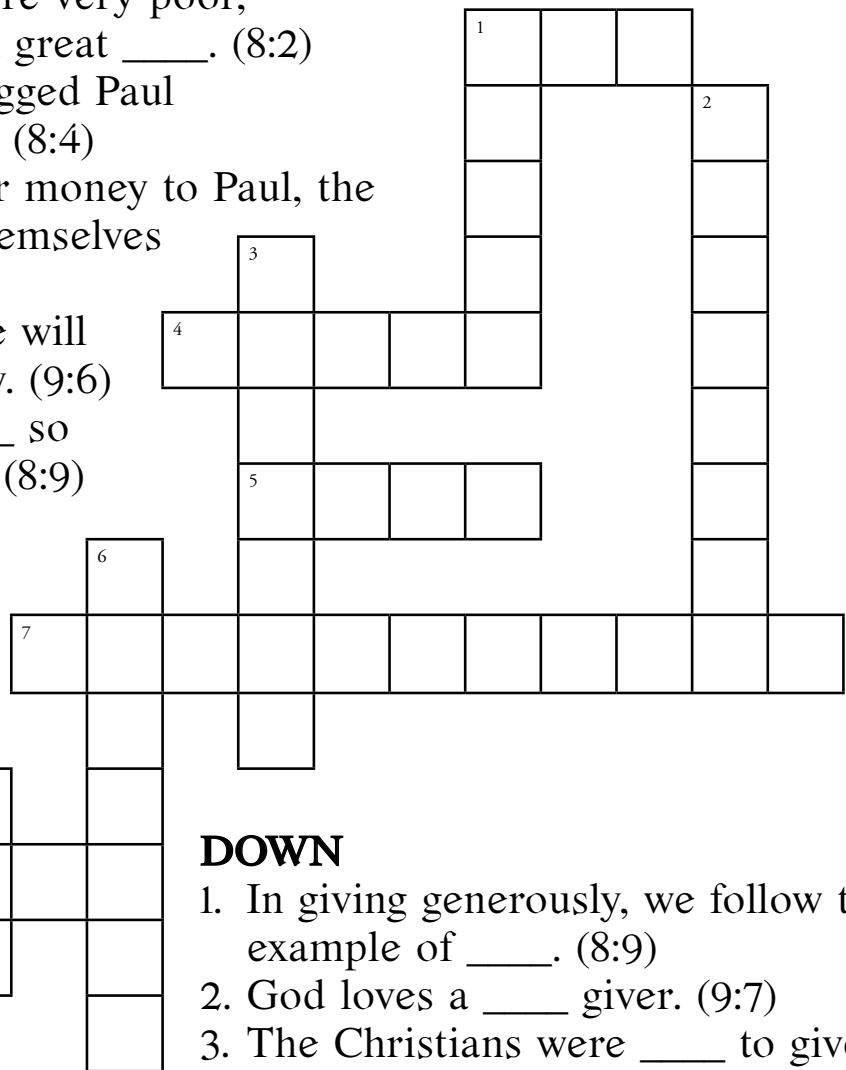 re very poor,
great ____. (8:2)
gged Paul
(8:4)
r money to Paul, the
emselves
e will
. (9:6)
_ so
(8:9)
1
2
3
4
5
6
7
DOWN
1. In giving generously, we follow t
example of ____. (8:9)
2. God loves a ____ giver. (9:7)
3. The Christians were ____ to give